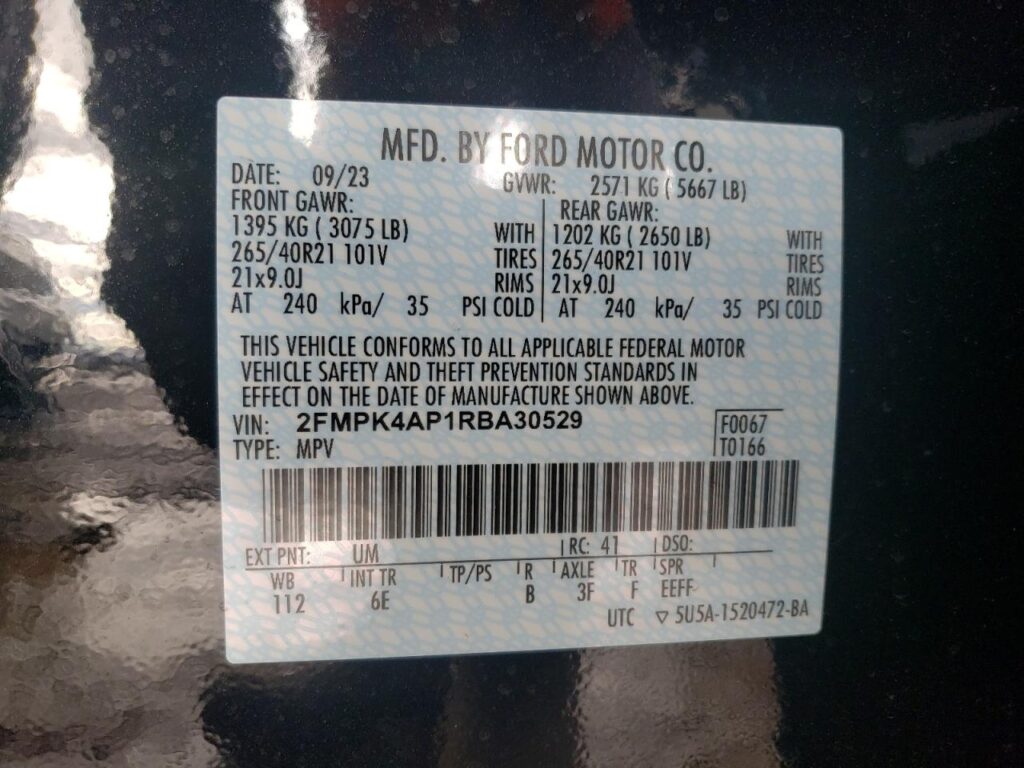 MFD. BY FORD MOTOR CO.
DATE: 09/23 GVWR: 2571 KG ( 5667 LB)
FRONT GAWR: REAR GAWR:
1395 KG ( 3075 LB) WITH 1202 KG ( 2650 LB) WITH
265/40R21 101V TIRES 265/40R21 101V TIRES
21x9.0J RIMS 21x9.0J RIMS
AT 240 kPa/ 35 PSI COLD AT 240 kPa/ 35 PSI COLD
THIS VEHICLE CONFORMS TO ALL APPLICABLE FEDERAL MOTOR
VEHICLE SAFETY AND THEFT PREVENTION STANDARDS IN
EFFECT ON THE DATE OF MANUFACTURE SHOWN ABOVE.
VIN: 2FMPK4AP1RBA30529 F0067
TYPE: MPV T0166
EXT PNT: UM RC: 41 DSO:
WB INT TR TP/PS R AXLE TR SPR
112 6E B 3F F EEFF
UTC ▽ 5U5A-1520472-BA